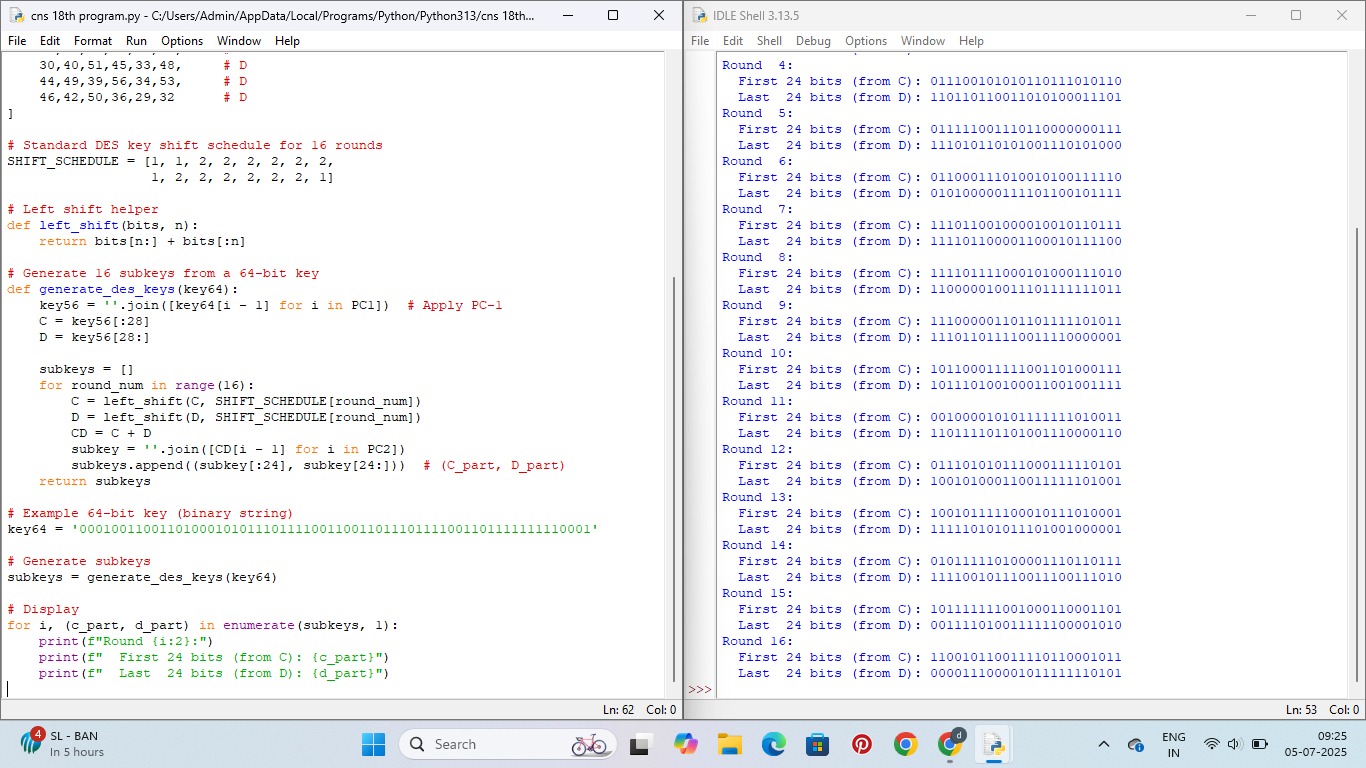 cns 18th program.py - C:/Users/Admin/AppData/Local/Programs/Python/Python313/cns 18th...
File Edit Format Run Options Window Help
30,40,51,45,33,48, # D
44,49,39,56,34,53, # D
46,42,50,36,29,32 # D
]
# Standard DES key shift schedule for 16 rounds
SHIFT_SCHEDULE = [1, 1, 2, 2, 2, 2, 2, 2,
1, 2, 2, 2, 2, 2, 2, 1]
# Left shift helper
def left_shift(bits, n):
return bits[n:] + bits[:n]
# Generate 16 subkeys from a 64-bit key
def generate_des_keys(key64):
key56 = ''.join([key64[i - 1] for i in PC1]) # Apply PC-1
C = key56[:28]
D = key56[28:]
subkeys = []
for round_num in range(16):
C = left_shift(C, SHIFT_SCHEDULE[round_num])
D = left_shift(D, SHIFT_SCHEDULE[round_num])
CD = C + D
subkey = ''.join([CD[i - 1] for i in PC2])
subkeys.append((subkey[:24], subkey[24:])) # (C_part, D_part)
return subkeys
# Example 64-bit key (binary string)
key64 = '0001001100110100010101110111100110011011101111001101111111110001'
# Generate subkeys
subkeys = generate_des_keys(key64)
# Display
for i, (c_part, d_part) in enumerate(subkeys, 1):
print(f"Round {i:2}:")
print(f"  First 24 bits (from C): {c_part}")
print(f"  Last  24 bits (from D): {d_part}")
Ln: 62 Col: 0
IDLE Shell 3.13.5
File Edit Shell Debug Options Window Help
Round  4:
First 24 bits (from C): 011100101010110111010110
Last  24 bits (from D): 110110110011010100011101
Round  5:
First 24 bits (from C): 011111001110110000000111
Last  24 bits (from D): 111010110101001110101000
Round  6:
First 24 bits (from C): 011000111010010100111110
Last  24 bits (from D): 010100000111101100101111
Round  7:
First 24 bits (from C): 111011001000010010110111
Last  24 bits (from D): 111101100001100010111100
Round  8:
First 24 bits (from C): 111101111000101000111010
Last  24 bits (from D): 110000010011101111111011
Round  9:
First 24 bits (from C): 111000001101101111101011
Last  24 bits (from D): 111011011110011110000001
Round 10:
First 24 bits (from C): 101100011111001101000111
Last  24 bits (from D): 101110100100011001001111
Round 11:
First 24 bits (from C): 001000010101111111010011
Last  24 bits (from D): 110111101101001110000110
Round 12:
First 24 bits (from C): 011101010111000111110101
Last  24 bits (from D): 100101000110011111101001
Round 13:
First 24 bits (from C): 100101111100010111010001
Last  24 bits (from D): 111110101011101001000001
Round 14:
First 24 bits (from C): 010111110100001110110111
Last  24 bits (from D): 111100101110011100111010
Round 15:
First 24 bits (from C): 101111111001000110001101
Last  24 bits (from D): 001111010011111100001010
Round 16:
First 24 bits (from C): 110010110011110110001011
Last  24 bits (from D): 000011100001011111110101
>>>
Ln: 53 Col: 0
4
SL - BAN
In 5 hours
Search
d
ENG
IN
09:25
05-07-2025